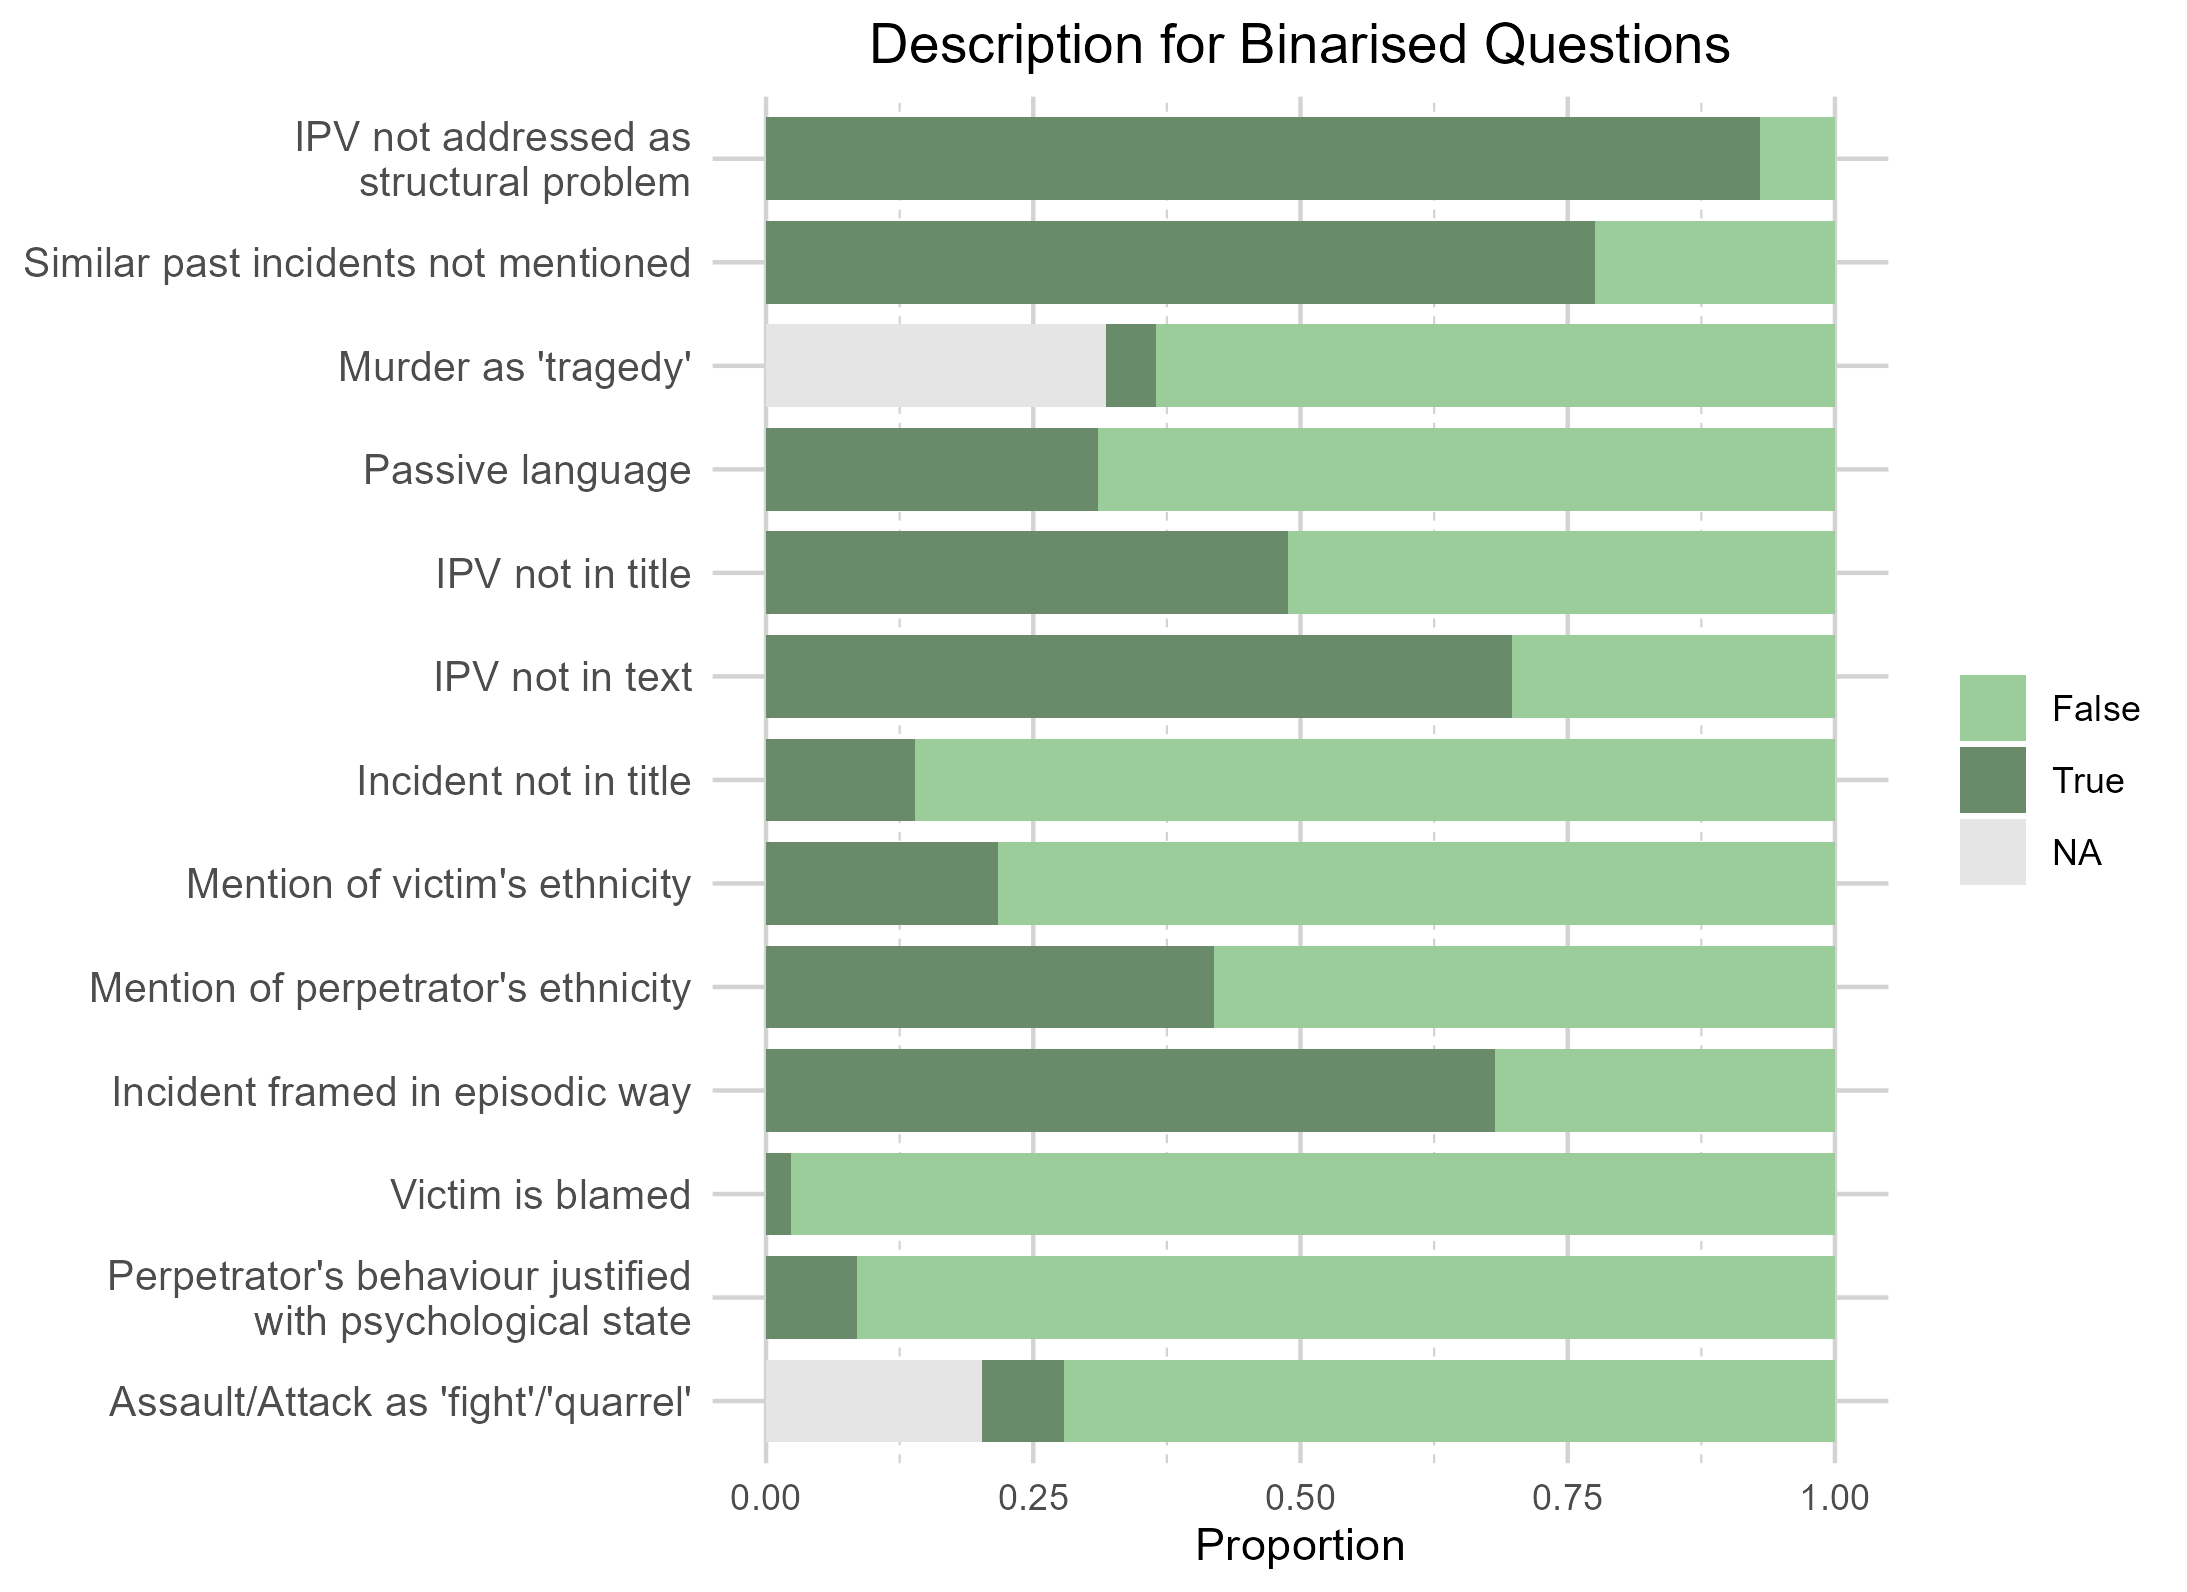 Description for Binarised Questions
IPV not addressed as
structural problem
Similar past incidents not mentioned
Murder as 'tragedy'
Passive language
IPV not in title
IPV not in text
Incident not in title
Mention of victim's ethnicity
Mention of perpetrator's ethnicity
Incident framed in episodic way
Victim is blamed
Perpetrator's behaviour justified
with psychological state
Assault/Attack as 'fight'/'quarrel'
0.00 0.25 0.50 0.75 1.00
Proportion
False
True
NA